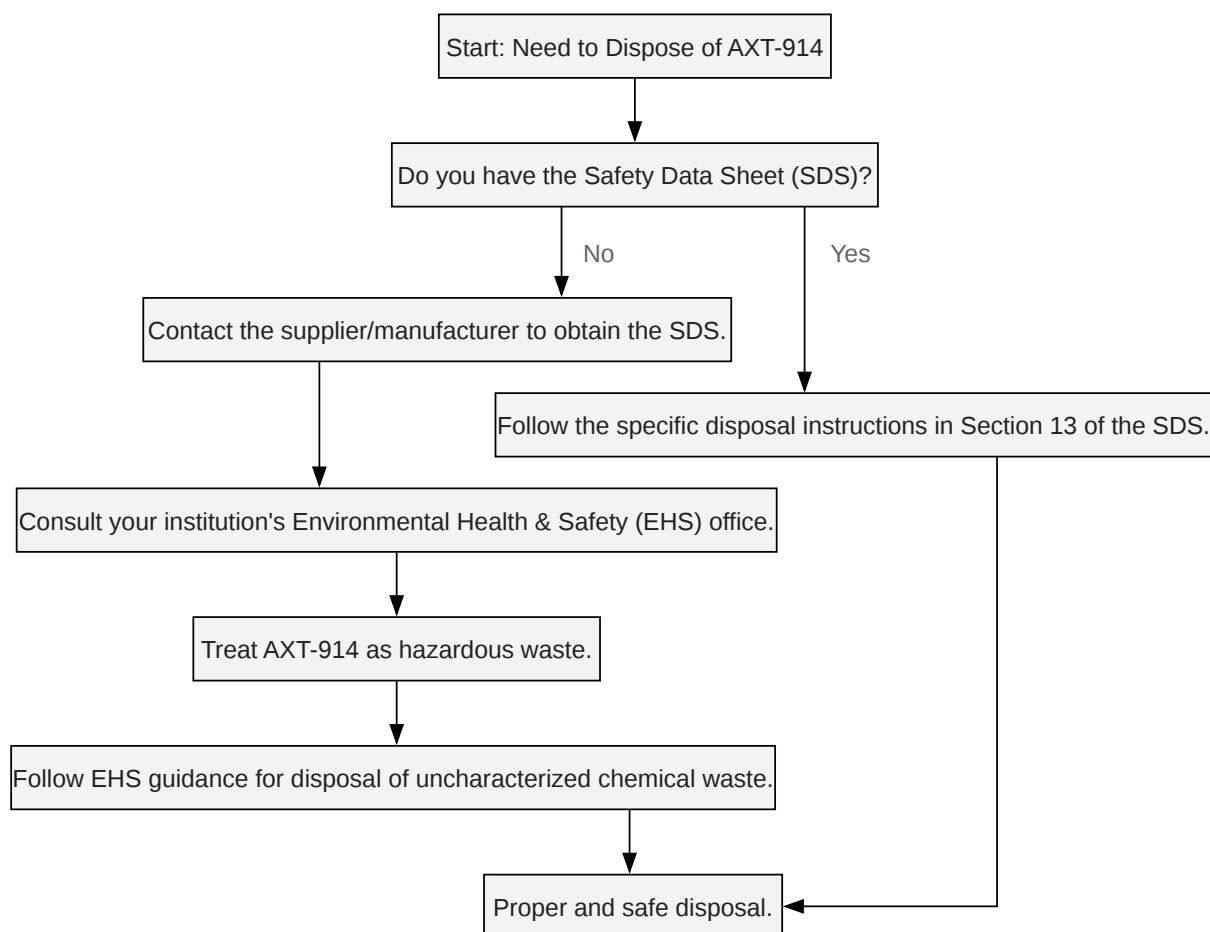 Start: Need to Dispose of AXT-914
Do you have the Safety Data Sheet (SDS)?
No
Yes
Contact the supplier/manufacturer to obtain the SDS.
Follow the specific disposal instructions in Section 13 of the SDS.
Consult your institution's Environmental Health & Safety (EHS) office.
Treat AXT-914 as hazardous waste.
Follow EHS guidance for disposal of uncharacterized chemical waste.
Proper and safe disposal.